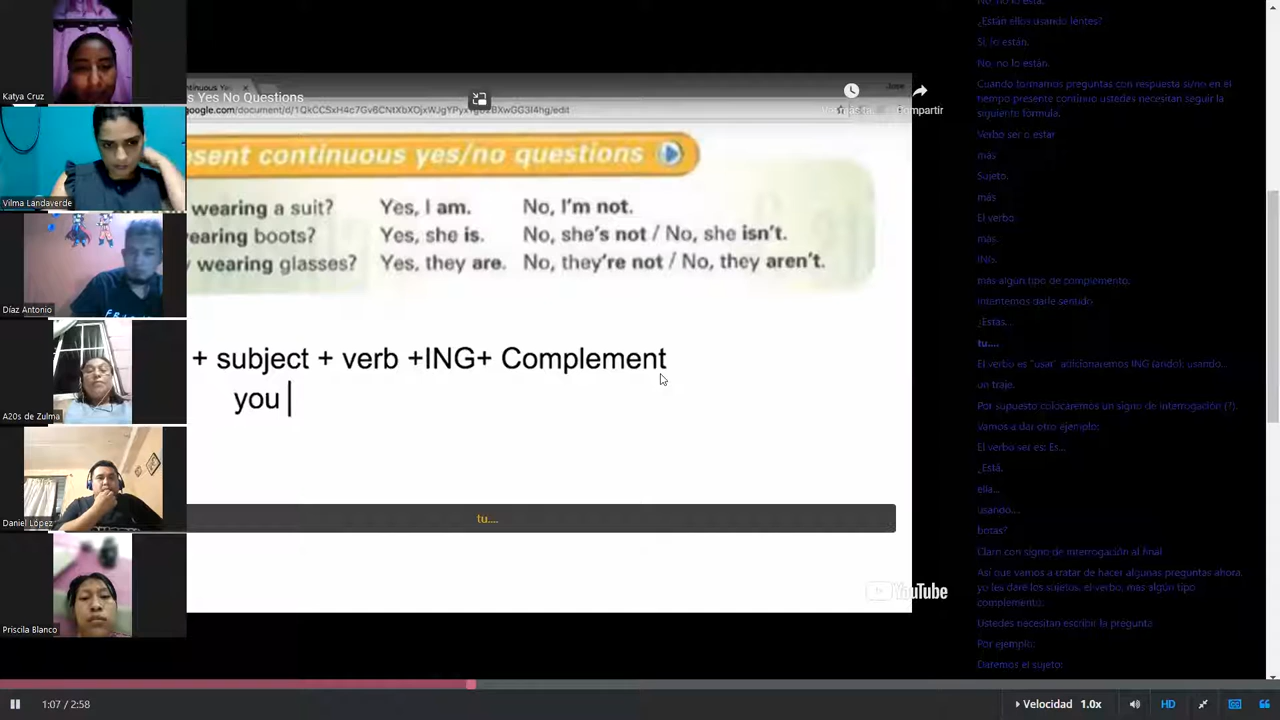 Katya Cruz
Vilma Landaverde
Díaz Antonio
A20s de Zulma
Daniel López
Priscila Blanco
s Yes No Questions
google.com/document/d/
/edit
Compartir
esent continuous yes/no questions
wearing a suit? Yes, I am. No, I'm not.
earing boots? Yes, she is. No, she's not / No, she isn't.
wearing glasses? Yes, they are. No, they're not / No, they aren't.
+ subject + verb +ING+ Complement
you
tu....
YouTube
No, no lo está.
¿Están ellos usando lentes?
Sí, lo están.
No, no lo están.
Cuando formamos preguntas con respuesta sí/no en el
tiempo presente continuo ustedes necesitan seguir la
siguiente fórmula.
Verbo ser o estar
más
Sujeto.
más
El verbo
más.
ING.
más algún tipo de complemento.
Intentemos darle sentido
¿Estás...
tu....
El verbo es "usar" adicionaremos ING (ando), usando..
un traje.
Por supuesto colocaremos un signo de interrogación (?).
Vamos a dar otro ejemplo:
El verbo ser es: Es...
¿Está.
ella...
usando...
botas?
Claro con signo de interrogación al final
Así que vamos a tratar de hacer algunas preguntas ahora,
yo les daré los sujetos, el verbo, mas algún tipo
complemento.
Ustedes necesitan escribir la pregunta
Por ejemplo:
Daremos el sujeto:
1:07 / 2:58
Velocidad 1.0x
HD